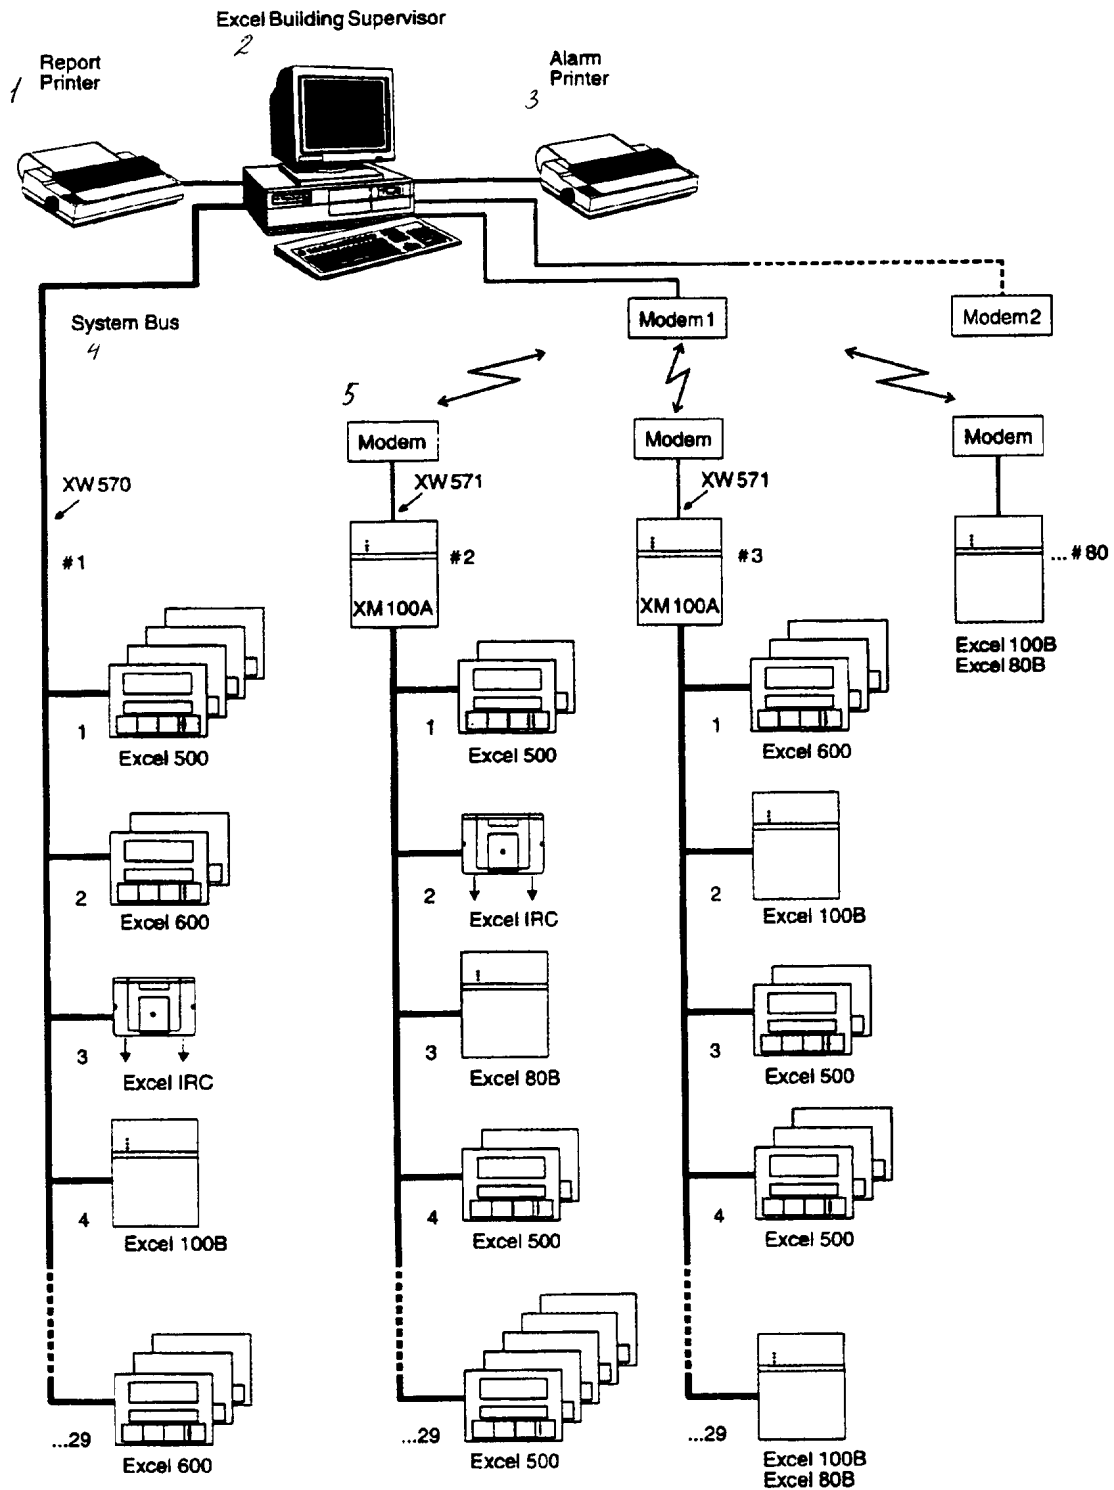 Excel Building Supervisor
2
Report
Printer
1
Alarm
Printer
3
System Bus
4
Modem 1
Modem 2
5
Modem
Modem
Modem
XW 570
XW 571
XW 571
#1
#2
#3
...#80
XM 100A
XM 100A
Excel 100B
Excel 80B
1
Excel 500
1
Excel 500
1
Excel 600
2
Excel 600
2
Excel IRC
2
Excel 100B
3
Excel IRC
3
Excel 80B
3
Excel 500
4
Excel 100B
4
Excel 500
4
Excel 500
...29
Excel 600
...29
Excel 500
...29
Excel 100B
Excel 80B